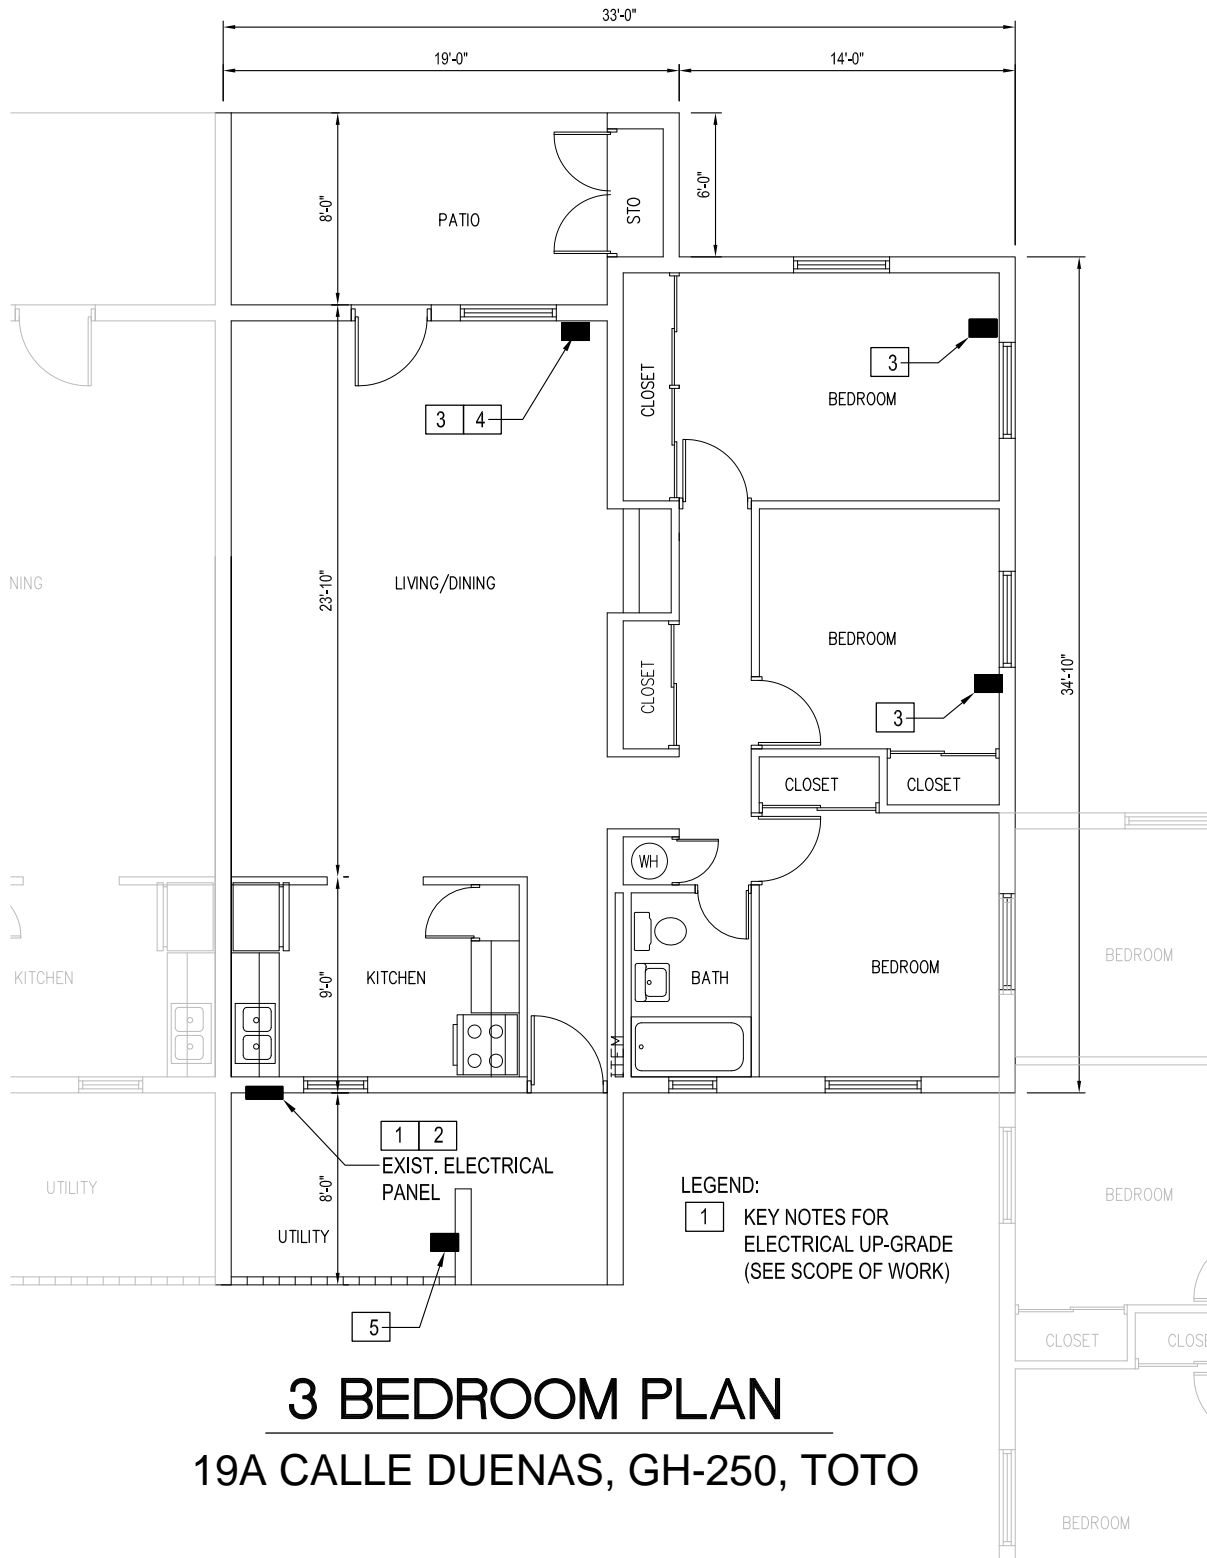 33'-0"
19'-0"
14'-0"
8'-0"
PATIO
STO
6'-0"
3
CLOSET
BEDROOM
3 4
NING
23'-10"
LIVING/DINING
BEDROOM
CLOSET
34'-10"
3
CLOSET
CLOSET
WH
KITCHEN
9'-0"
KITCHEN
BATH
BEDROOM
BEDROOM
ITEM
1 2
EXIST. ELECTRICAL
PANEL
UTILITY
8'-0"
UTILITY
LEGEND:
1 KEY NOTES FOR
ELECTRICAL UP-GRADE
(SEE SCOPE OF WORK)
BEDROOM
5
CLOSET
CLOSE
3 BEDROOM PLAN
19A CALLE DUENAS, GH-250, TOTO
BEDROOM